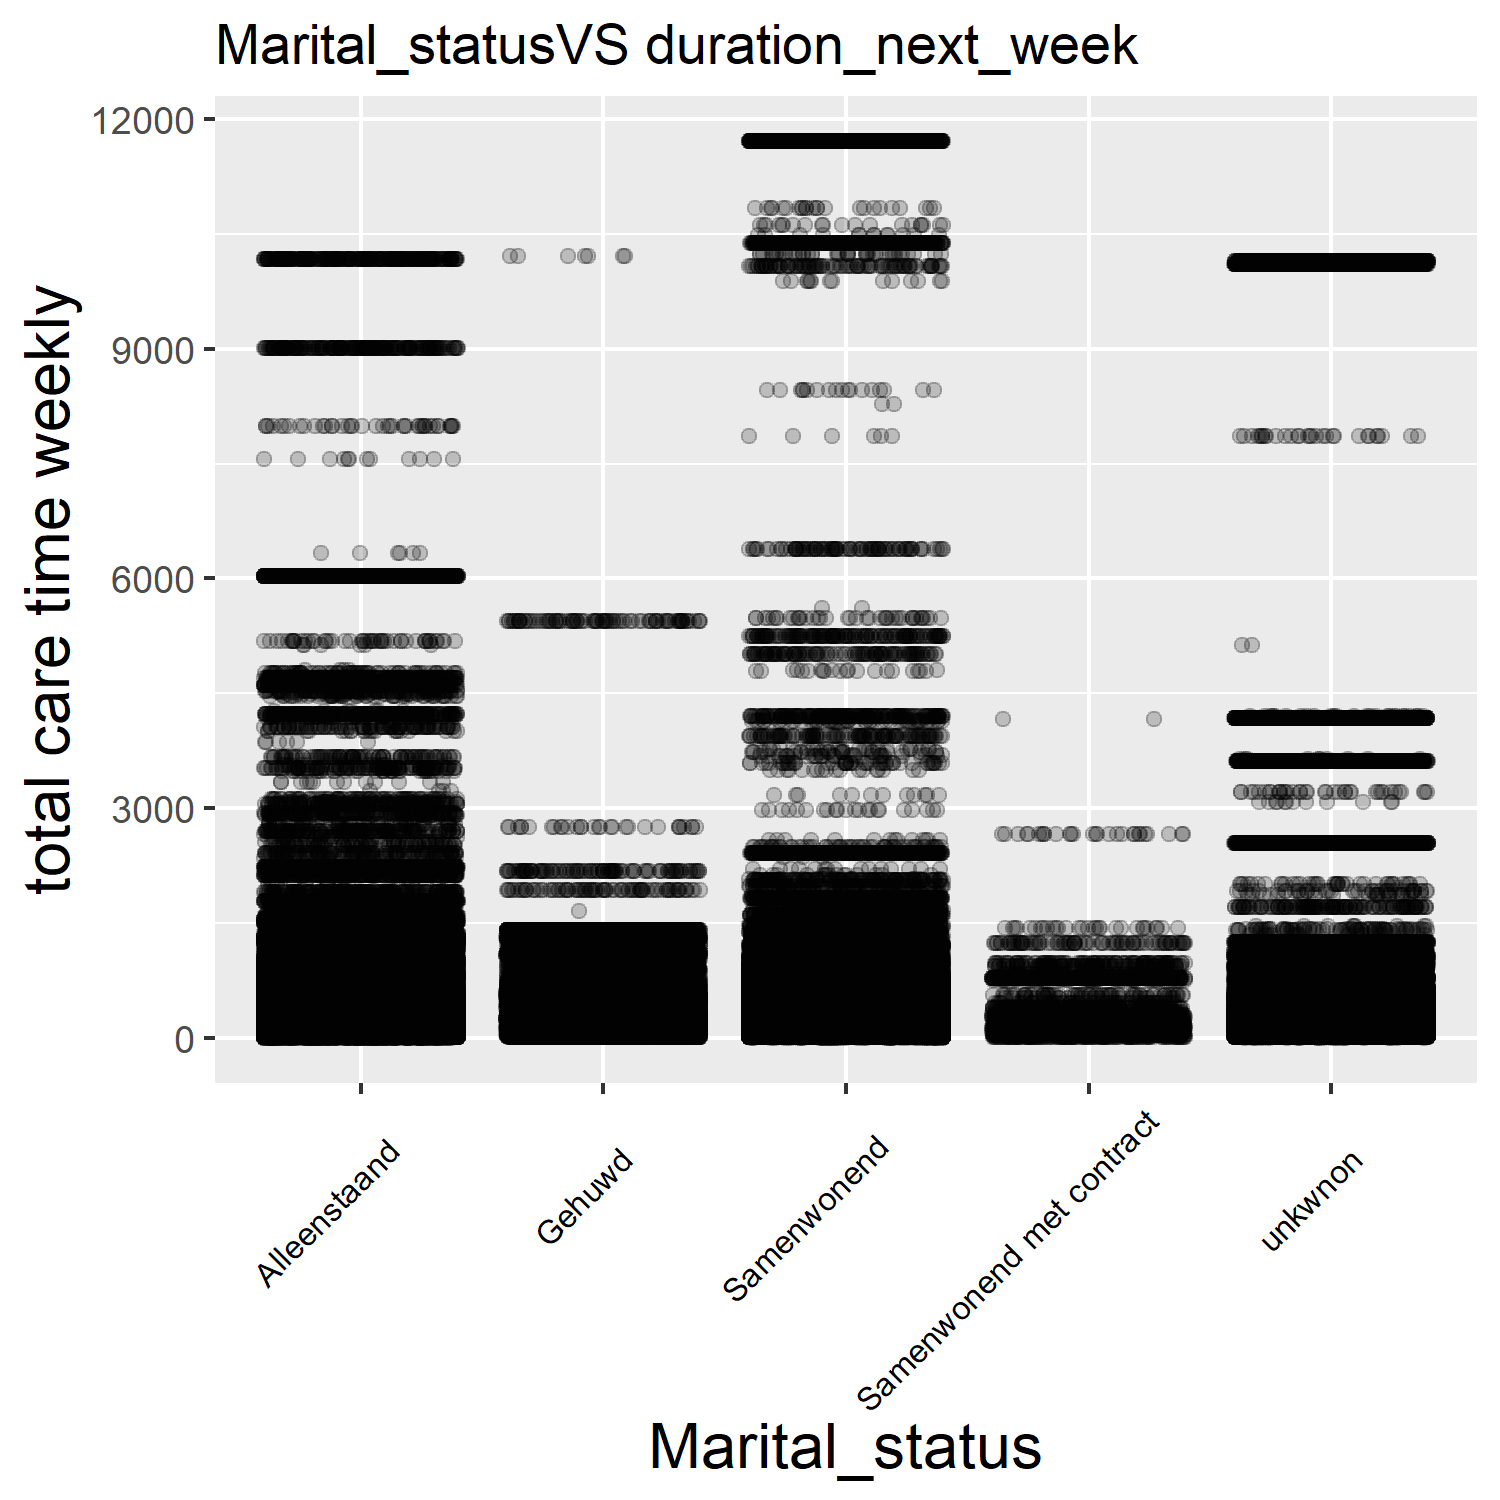 Marital_statusVS duration_next_week
total care time weekly
12000
9000
6000
3000
0
Alleenstaand
Gehuwd
Samenwonend
Samenwonend met contract
unkwnon
Marital_status